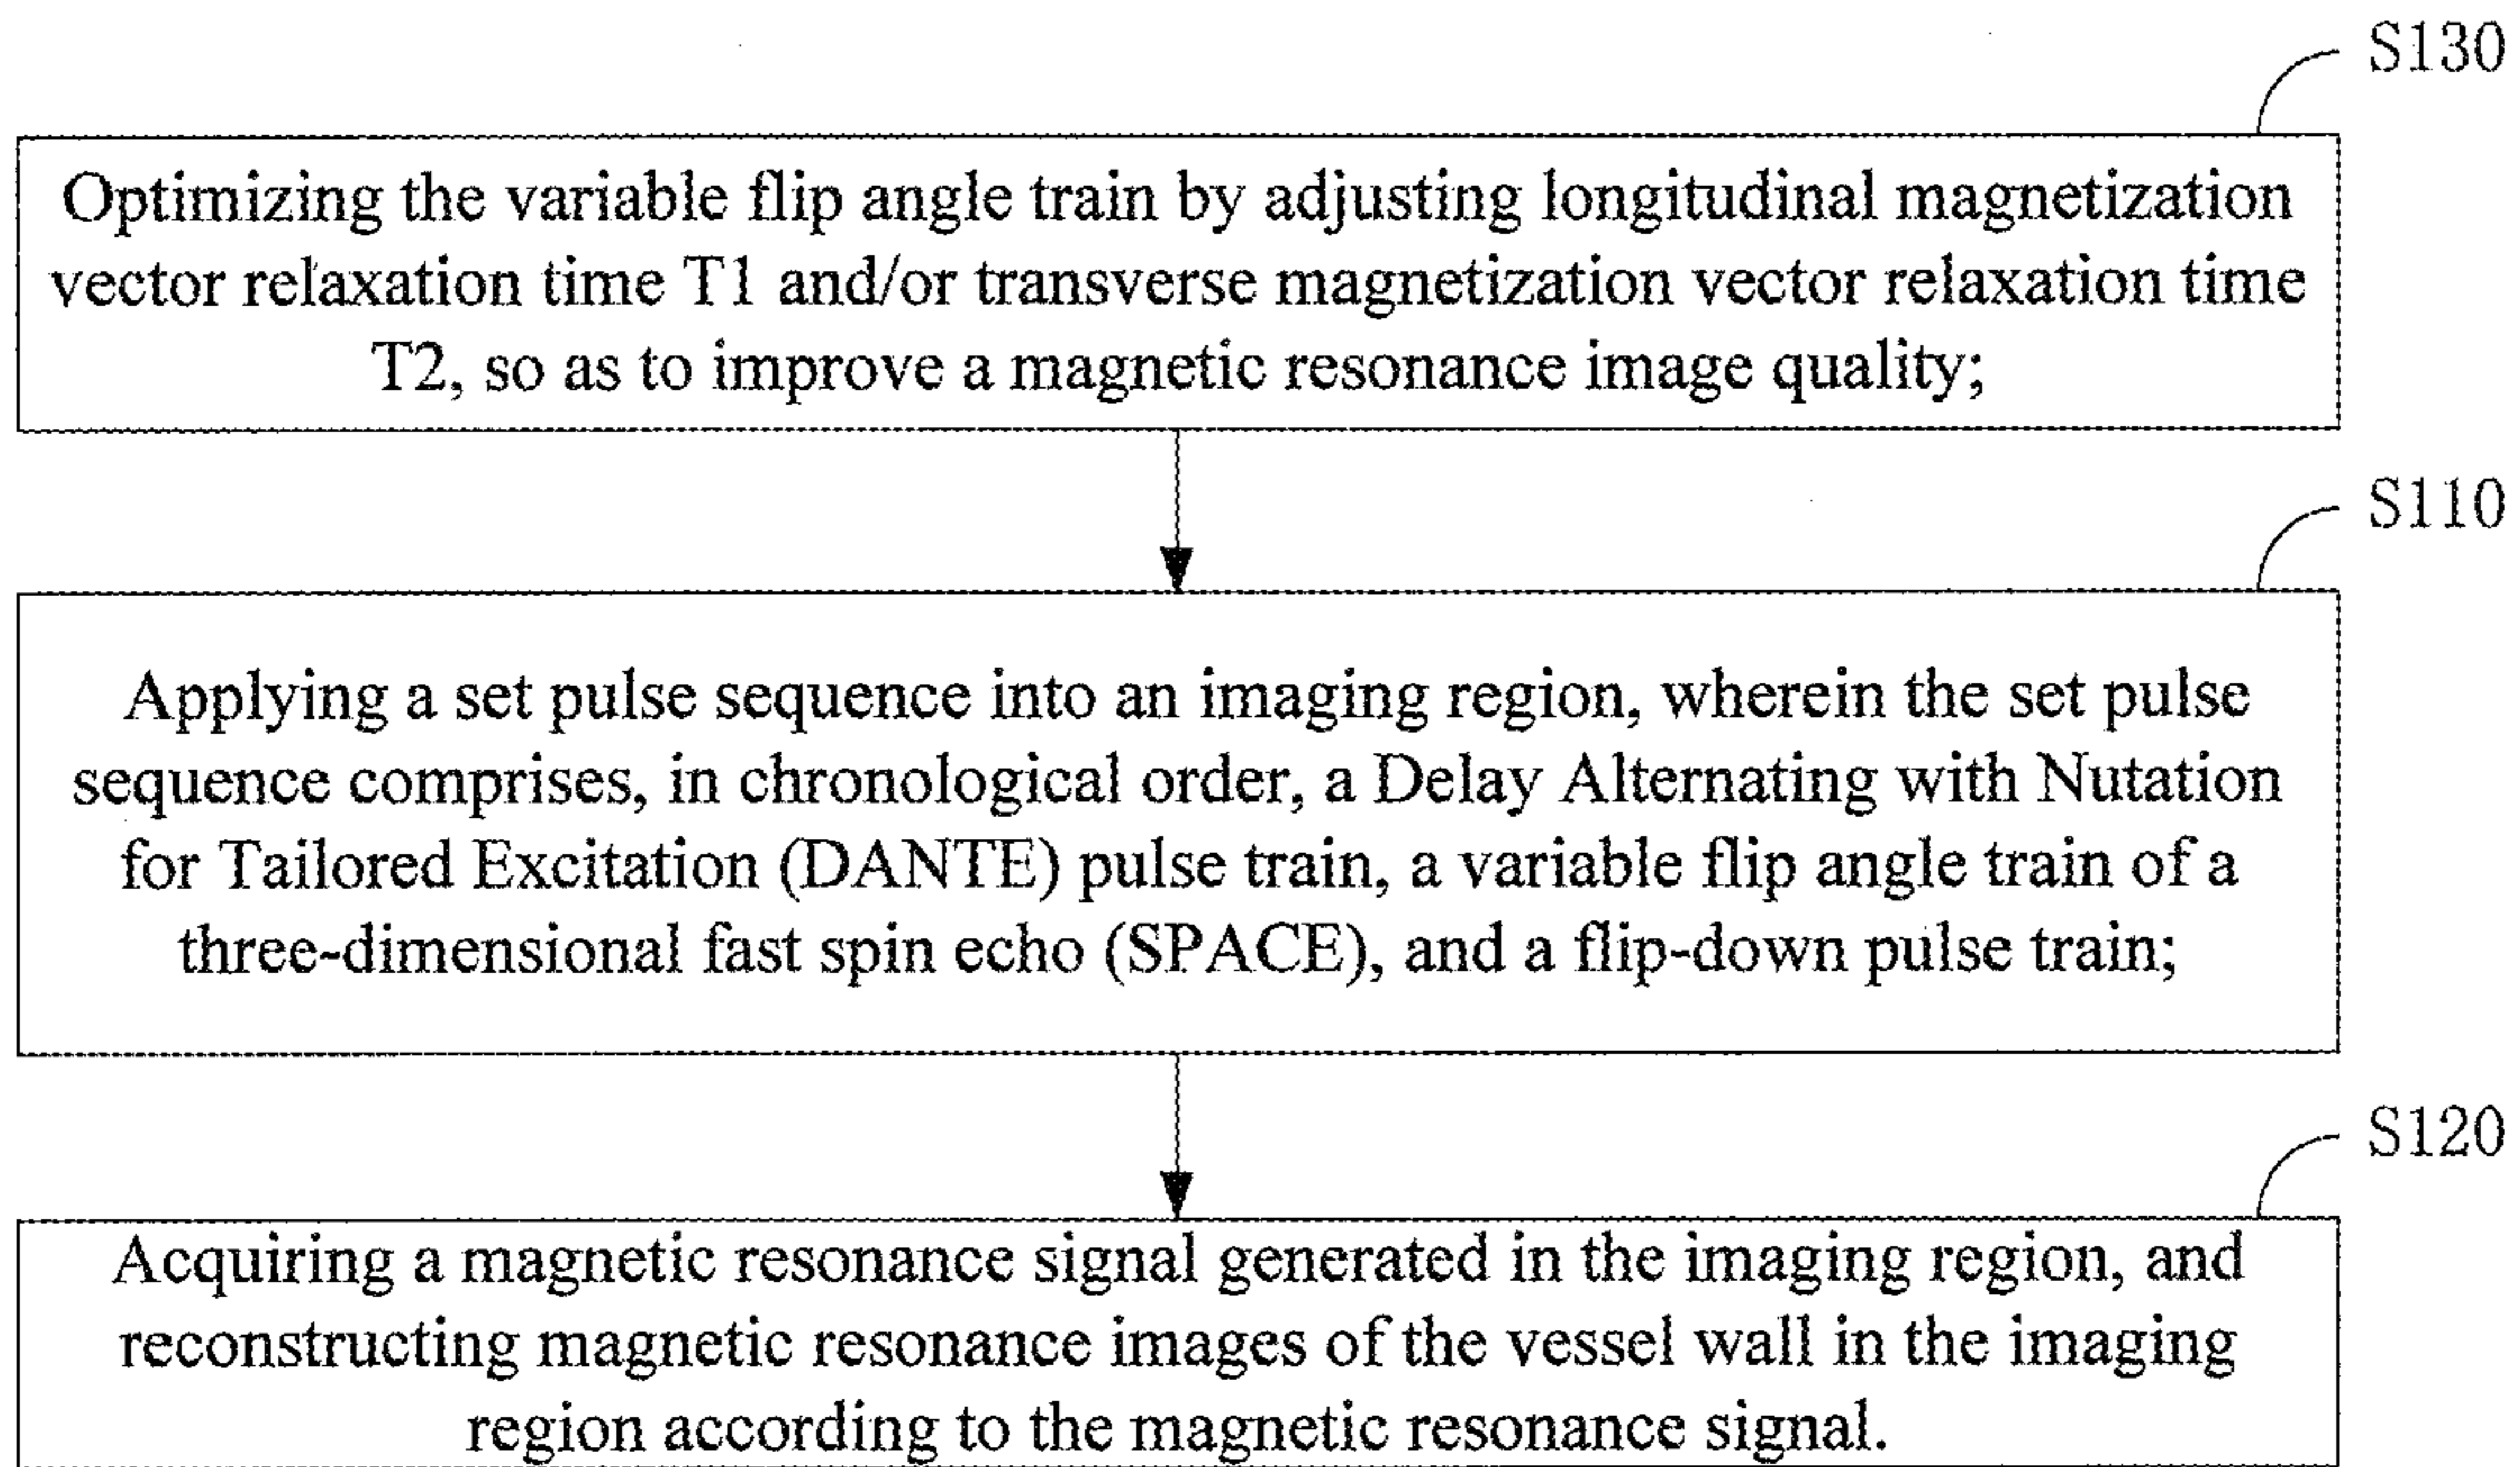 S130
Optimizing the variable flip angle train by adjusting longitudinal magnetization
vector relaxation time T1 and/or transverse magnetization vector relaxation time
T2, so as to improve a magnetic resonance image quality;
S110
Applying a set pulse sequence into an imaging region, wherein the set pulse
sequence comprises, in chronological order, a Delay Alternating with Nutation
for Tailored Excitation (DANTE) pulse train, a variable flip angle train of a
three-dimensional fast spin echo (SPACE), and a flip-down pulse train;
S120
Acquiring a magnetic resonance signal generated in the imaging region, and
reconstructing magnetic resonance images of the vessel wall in the imaging
region according to the magnetic resonance signal.